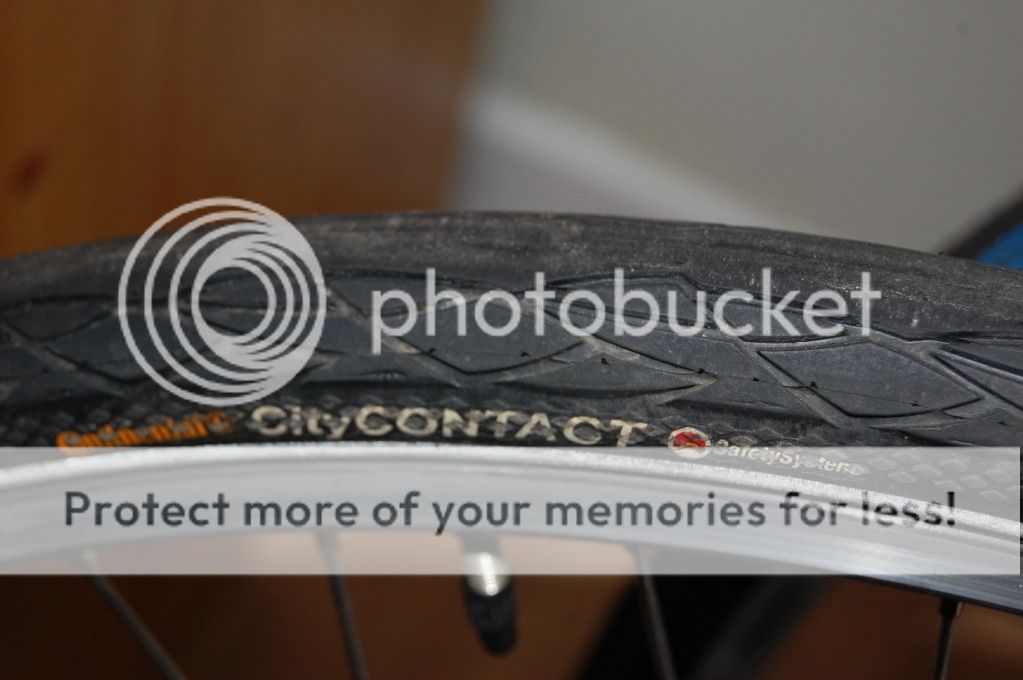 photobucket
Continental CityCONTACT SafetySystem
Protect more of your memories for less!